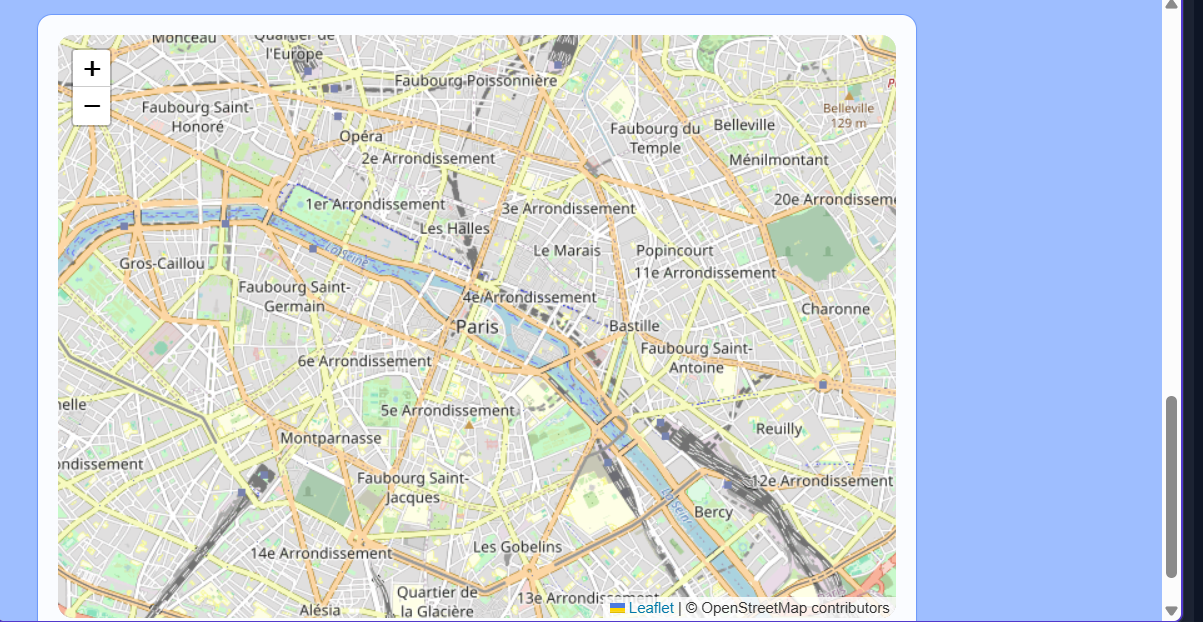 Monceau
Quartier de
l'Europe
+
−
Faubourg Poissonnière
Faubourg Saint-
Honoré
Belleville
129 m
Opéra
Faubourg du
Temple
Belleville
2e Arrondissement
Ménilmontant
1er Arrondissement
3e Arrondissement
20e Arrondisseme
Les Halles
La Seine
Le Marais
Popincourt
11e Arrondissement
Gros-Caillou
Faubourg Saint-
Germain
4e Arrondissement
Charonne
Paris
Bastille
6e Arrondissement
Faubourg Saint-
Antoine
nelle
5e Arrondissement
Montparnasse
Reuilly
ondissement
Faubourg Saint-
Jacques
12e Arrondissement
La Seine
Bercy
14e Arrondissement
Les Gobelins
Quartier de
la Glacière
13e Arrondissement
Alésia
Leaflet | © OpenStreetMap contributors